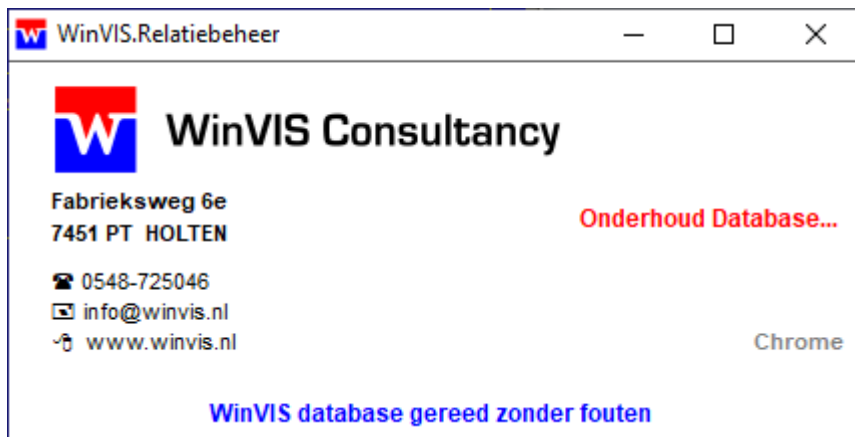 WinVIS.Relatiebeheer
W WinVIS Consultancy
Fabrieksweg 6e
7451 PT HOLTEN
Onderhoud Database...
0548-725046
info@winvis.nl
www.winvis.nl
Chrome
WinVIS database gereed zonder fouten